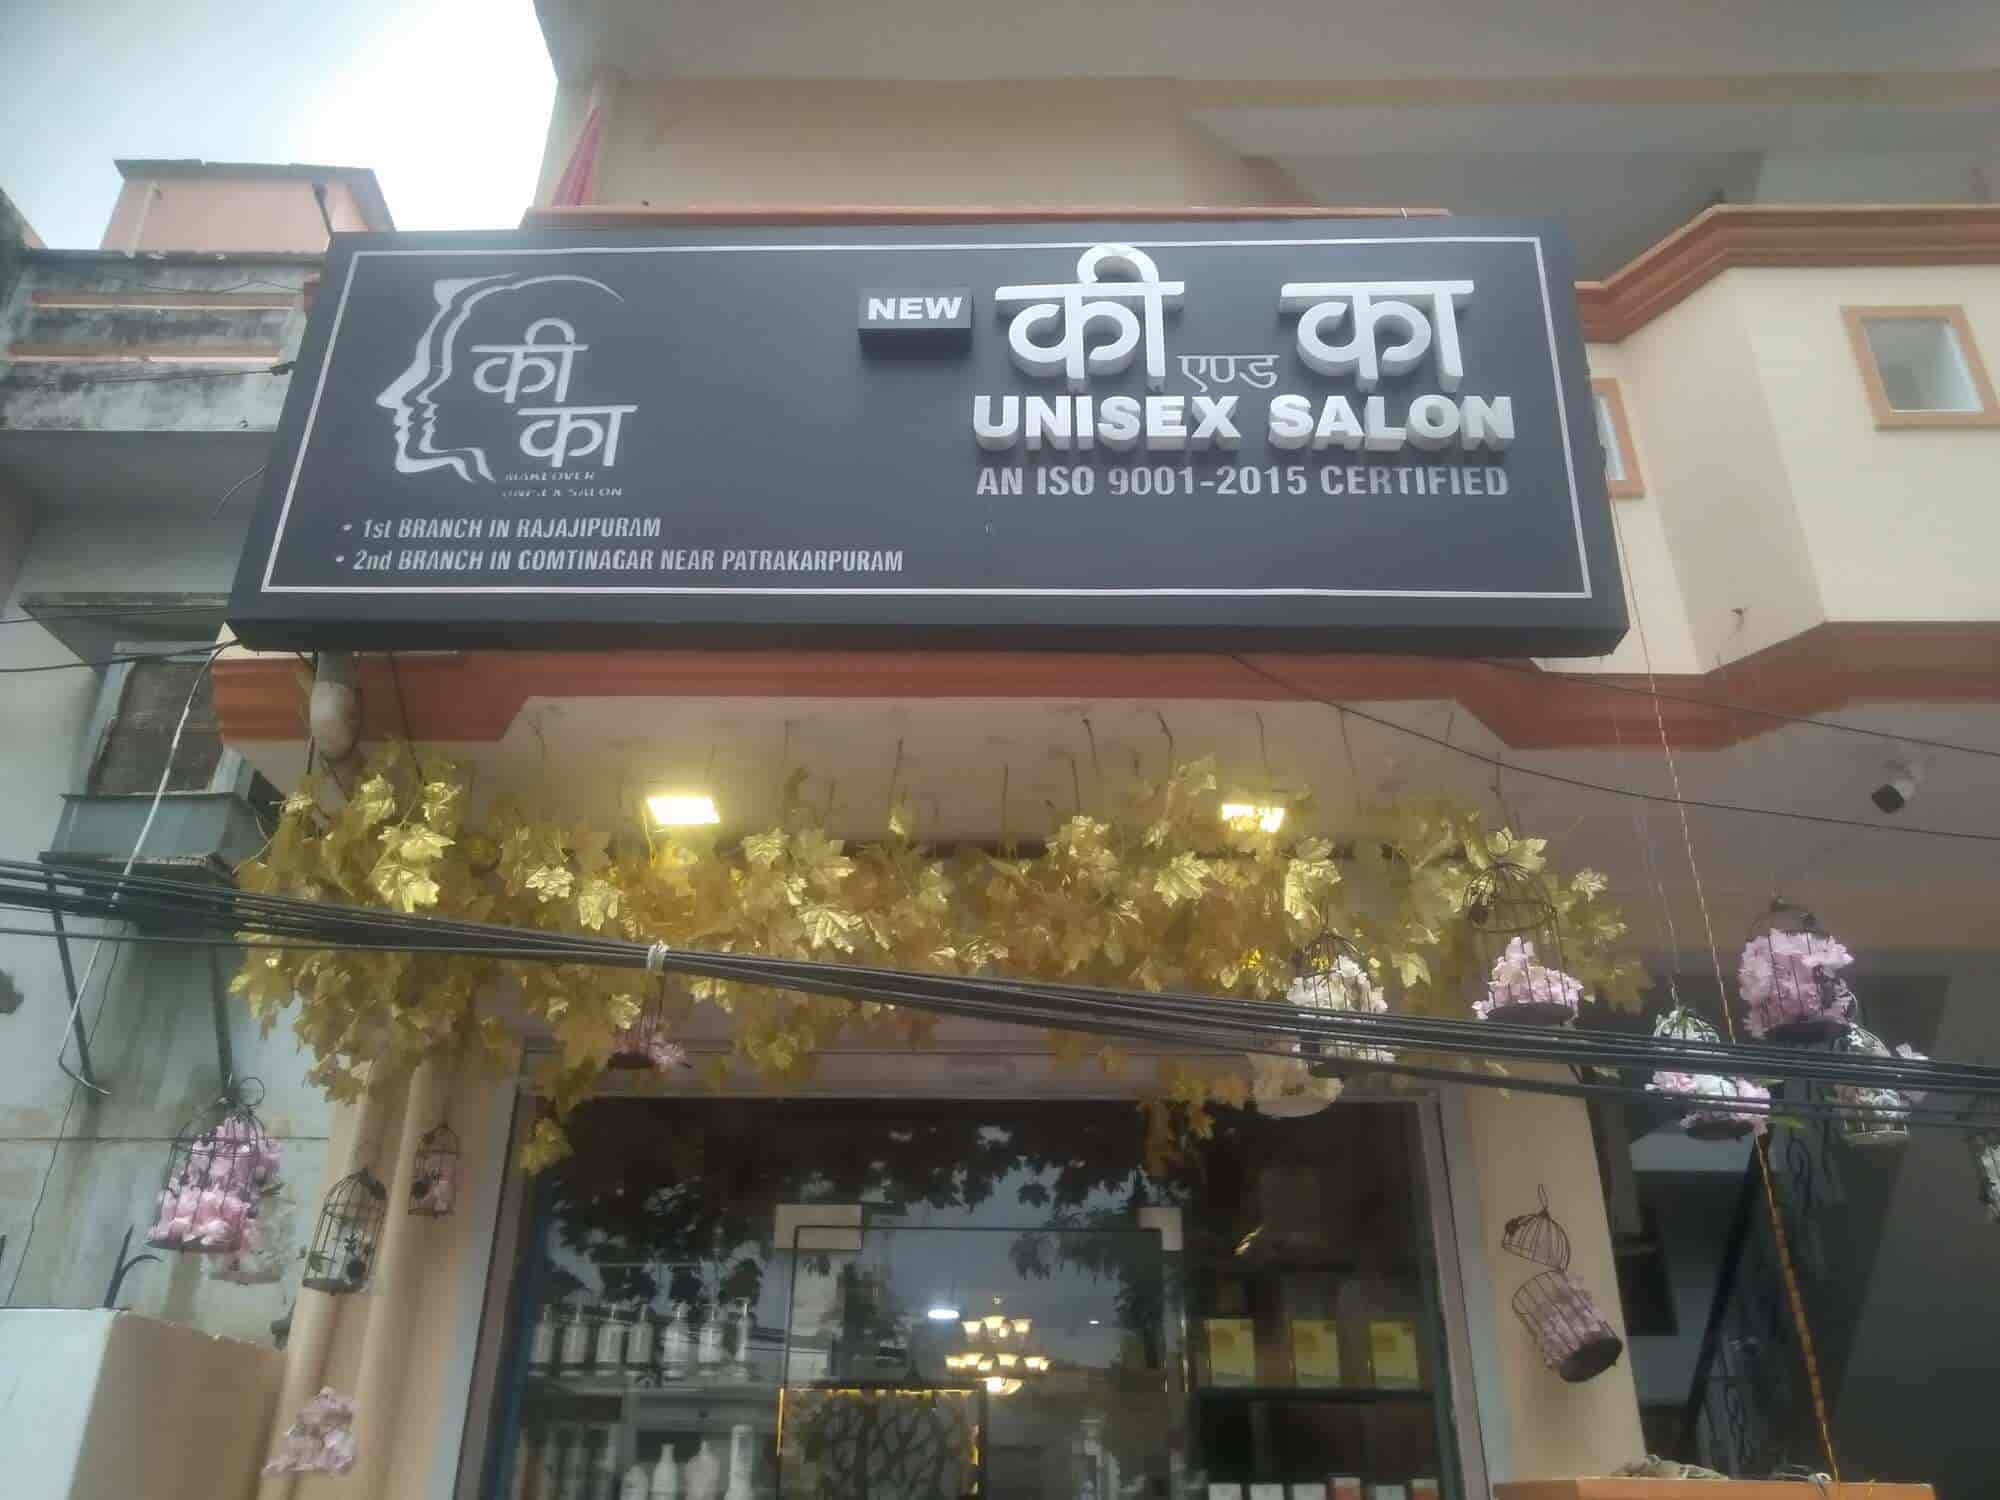 की
का
MAKEOVER
UNISEX SALON
• 1st BRANCH IN RAJAJIPURAM
• 2nd BRANCH IN GOMTINAGAR NEAR PATRAKARPURAM
NEW की एण्ड का
UNISEX SALON
AN ISO 9001-2015 CERTIFIED